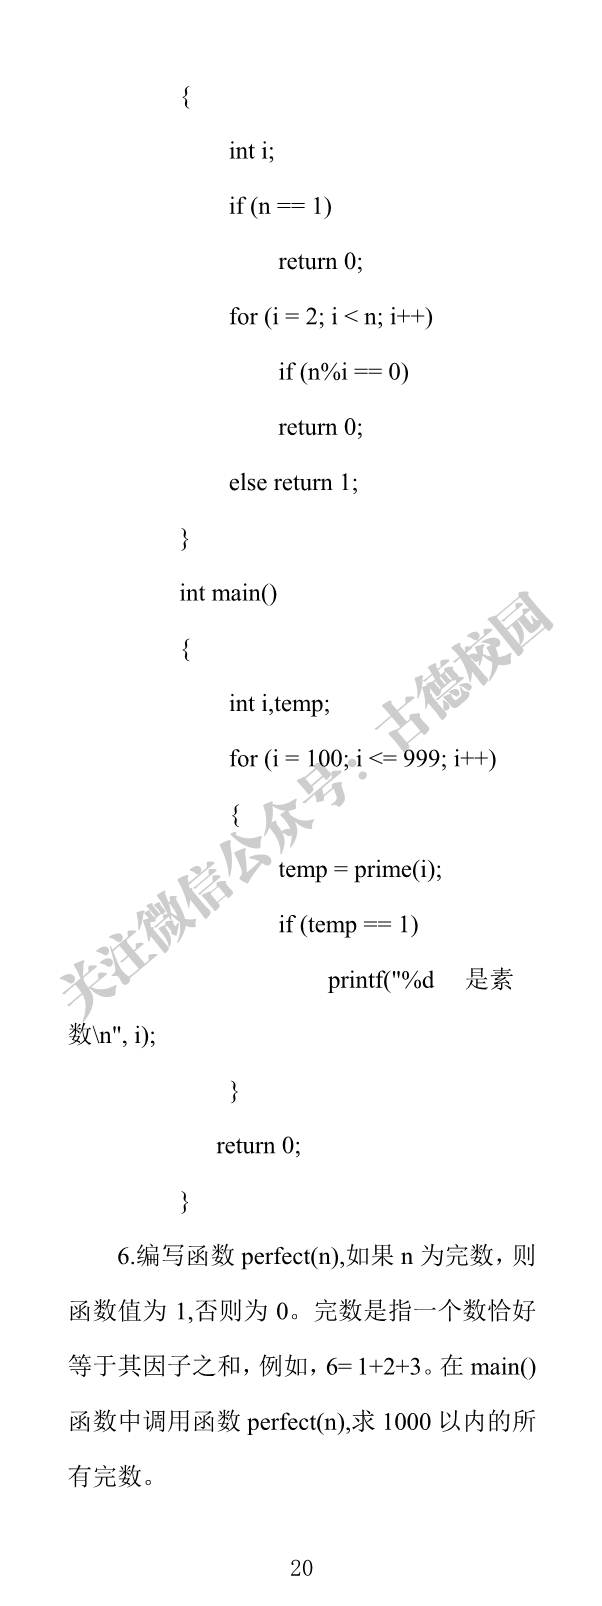 {
int i;
if (n == 1)
return 0;
for (i = 2; i < n; i++)
if (n%i == 0)
return 0;
else return 1;
}
int main()
{
int i,temp;
for (i = 100; i <= 999; i++)
{
temp = prime(i);
if (temp == 1)
printf("%d 是素
数\n", i);
}
return 0;
}
6.编写函数 perfect(n),如果 n 为完数，则
函数值为 1,否则为 0。完数是指一个数恰好
等于其因子之和，例如，6= 1+2+3。在 main()
函数中调用函数 perfect(n),求 1000 以内的所
有完数。
关注微信公众号：古德校园
20